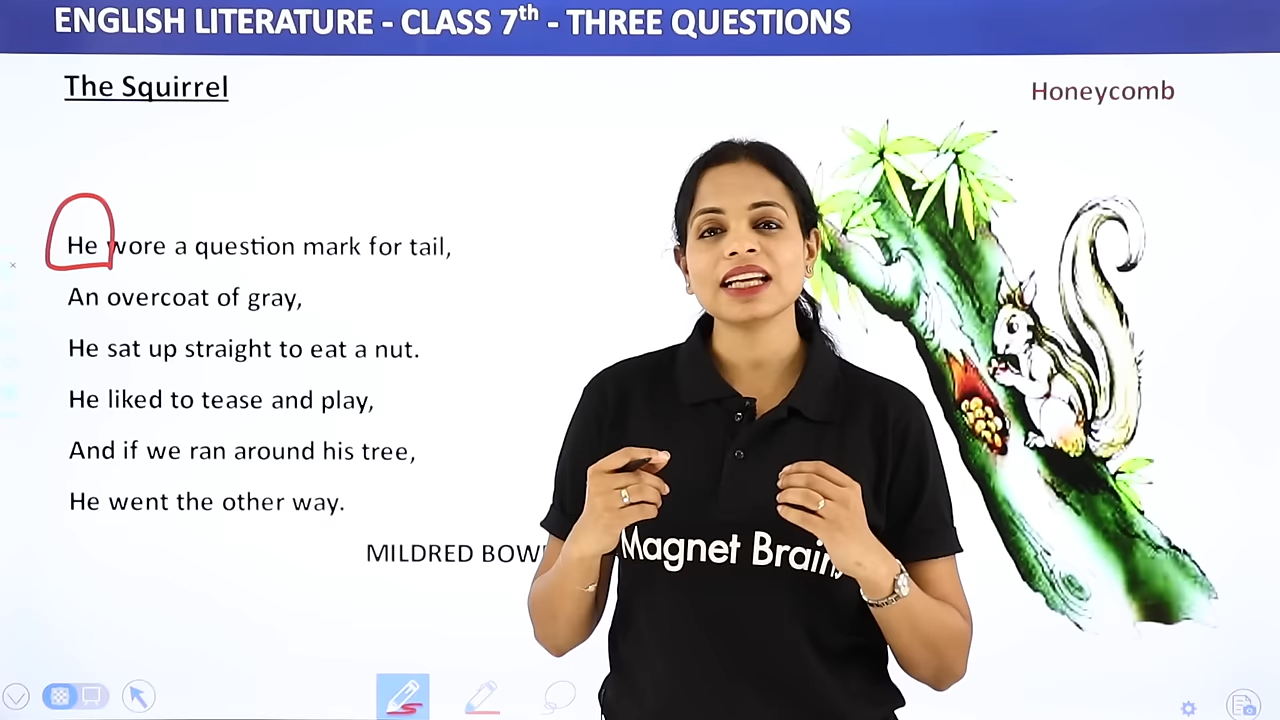 ENGLISH LITERATURE - CLASS 7th - THREE QUESTIONS
The Squirrel
Honeycomb
He wore a question mark for tail,
An overcoat of gray,
He sat up straight to eat a nut.
He liked to tease and play,
And if we ran around his tree,
He went the other way.
MILDRED
Magnet Brains